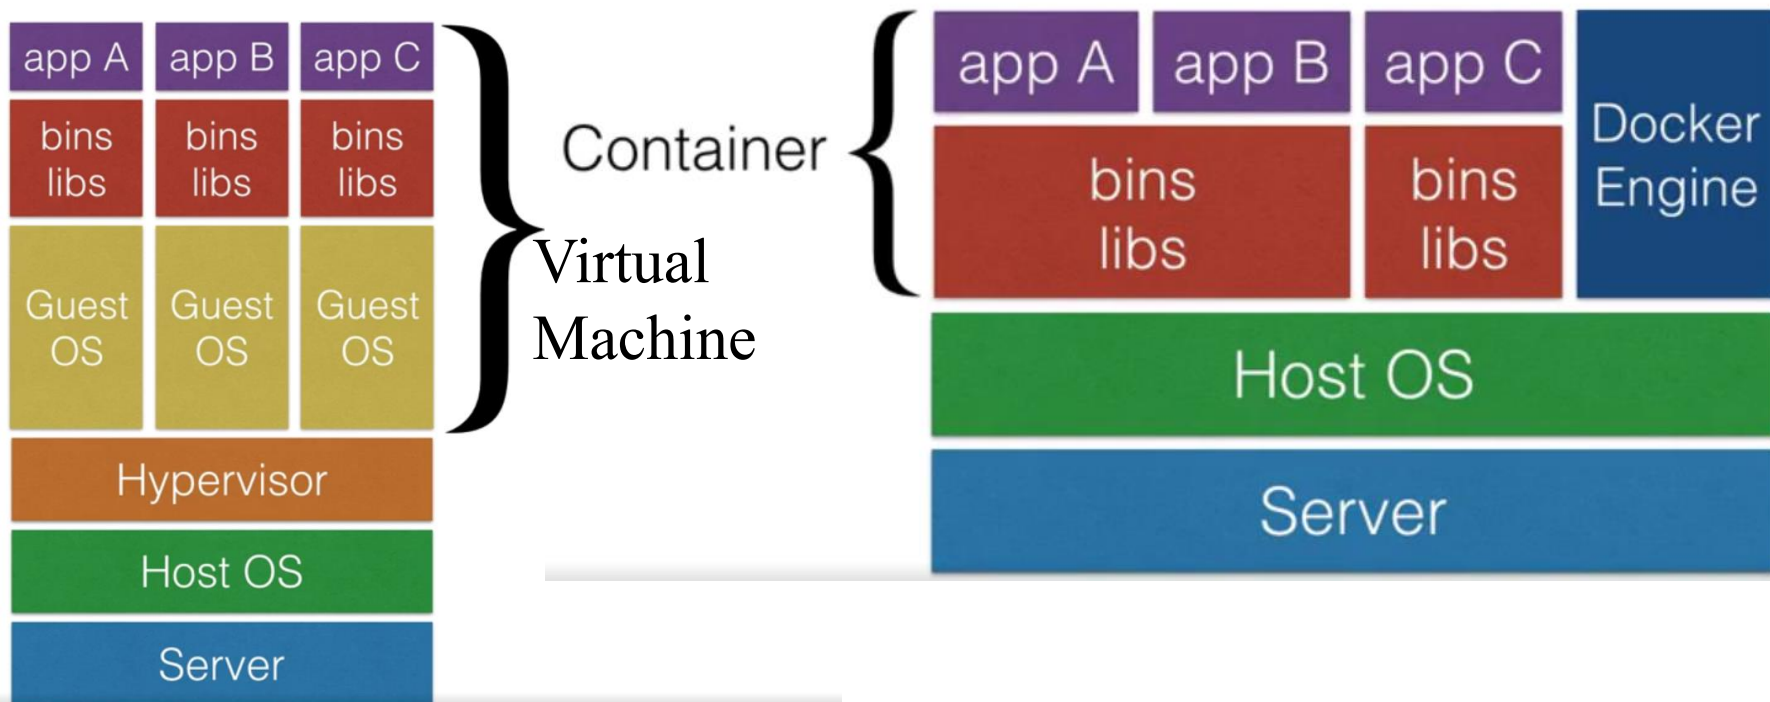 app A
app B
app C
bins
libs
bins
libs
bins
libs
Guest
OS
Guest
OS
Guest
OS
Hypervisor
Host OS
Server
Virtual
Machine
Container
app A
app B
app C
bins
libs
bins
libs
Docker
Engine
Host OS
Server